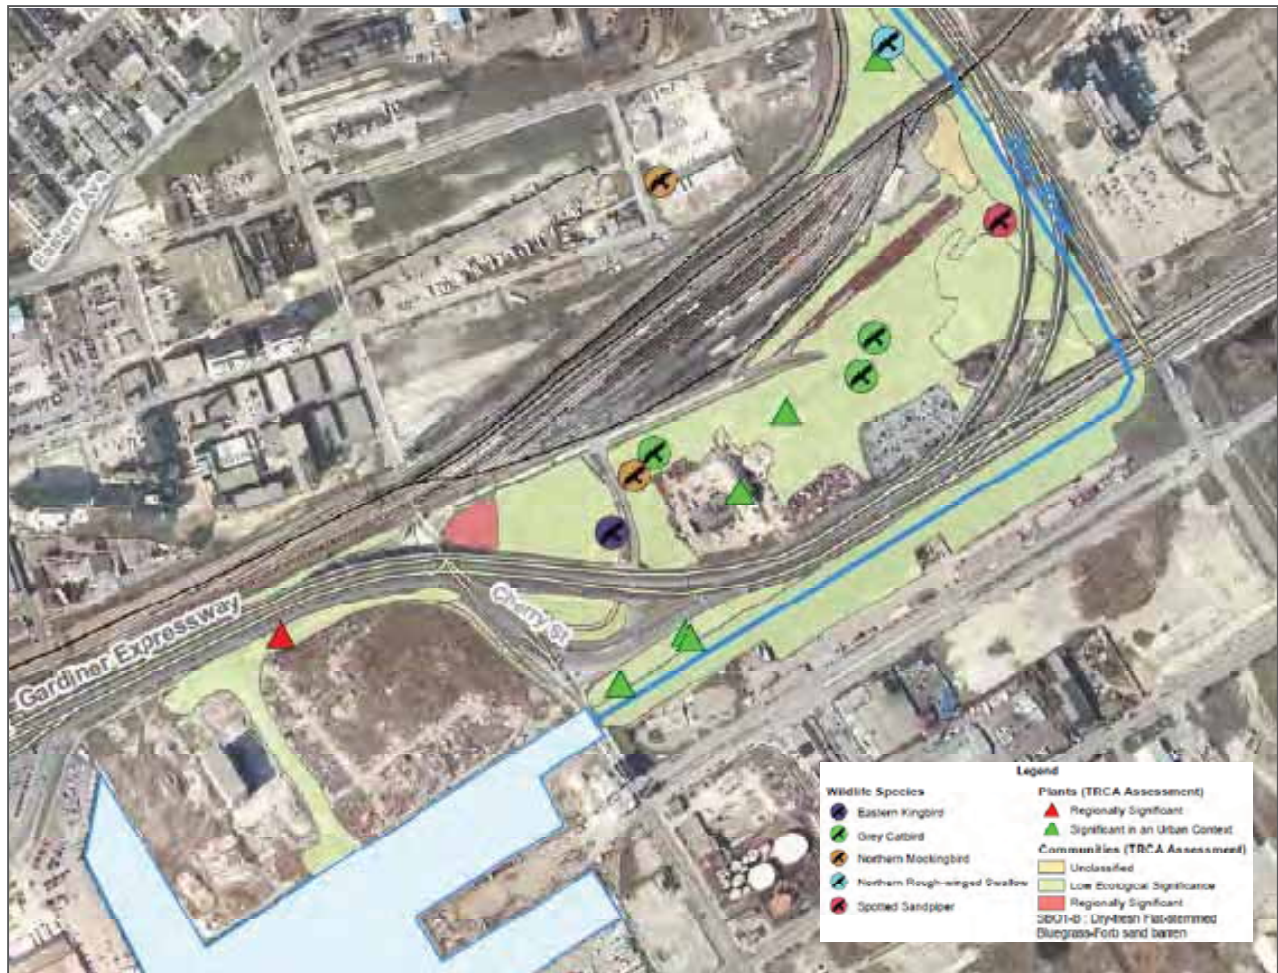 Eastern Ave
Gardiner Expressway
Cherry St
Legend
Wildlife Species
Eastern Kingbird
Grey Catbird
Northern Mockingbird
Northern Rough-winged Swallow
Spotted Sandpiper
Plants (TRCA Assessment)
Regionally Significant
Significant in an Urban Context
Communities (TRCA Assessment)
Unclassified
Low Ecological Significance
Regionally Significant
SBO1-B : Dry-fresh Flat-stemmed
Bluegrass-Forb sand barren